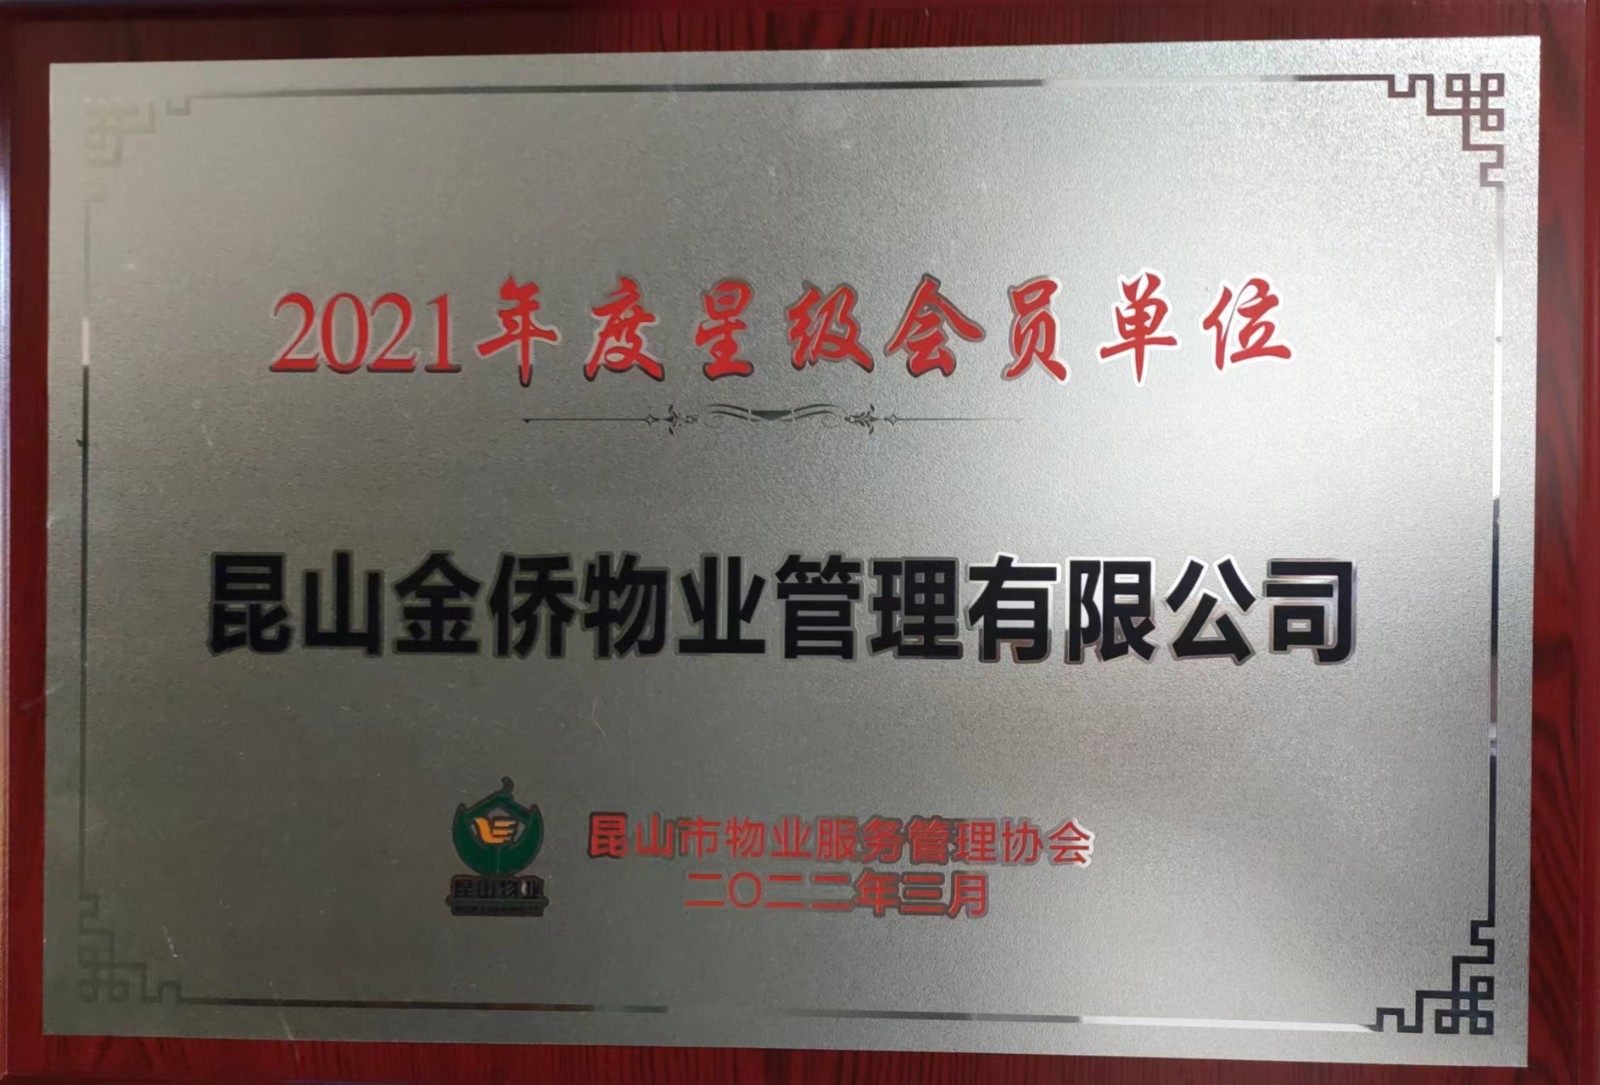 2021年度星级会员单位
昆山金侨物业管理有限公司
昆山物业
昆山市物业服务管理协会
二〇二二年三月